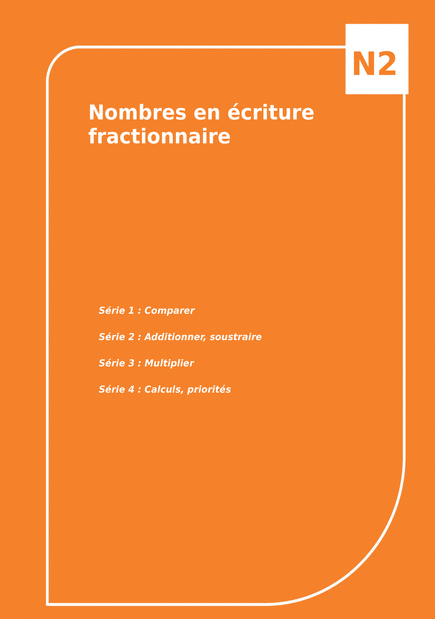 N2
Nombres en écriture
fractionnaire
Série 1 : Comparer
Série 2 : Additionner, soustraire
Série 3 : Multiplier
Série 4 : Calculs, priorités